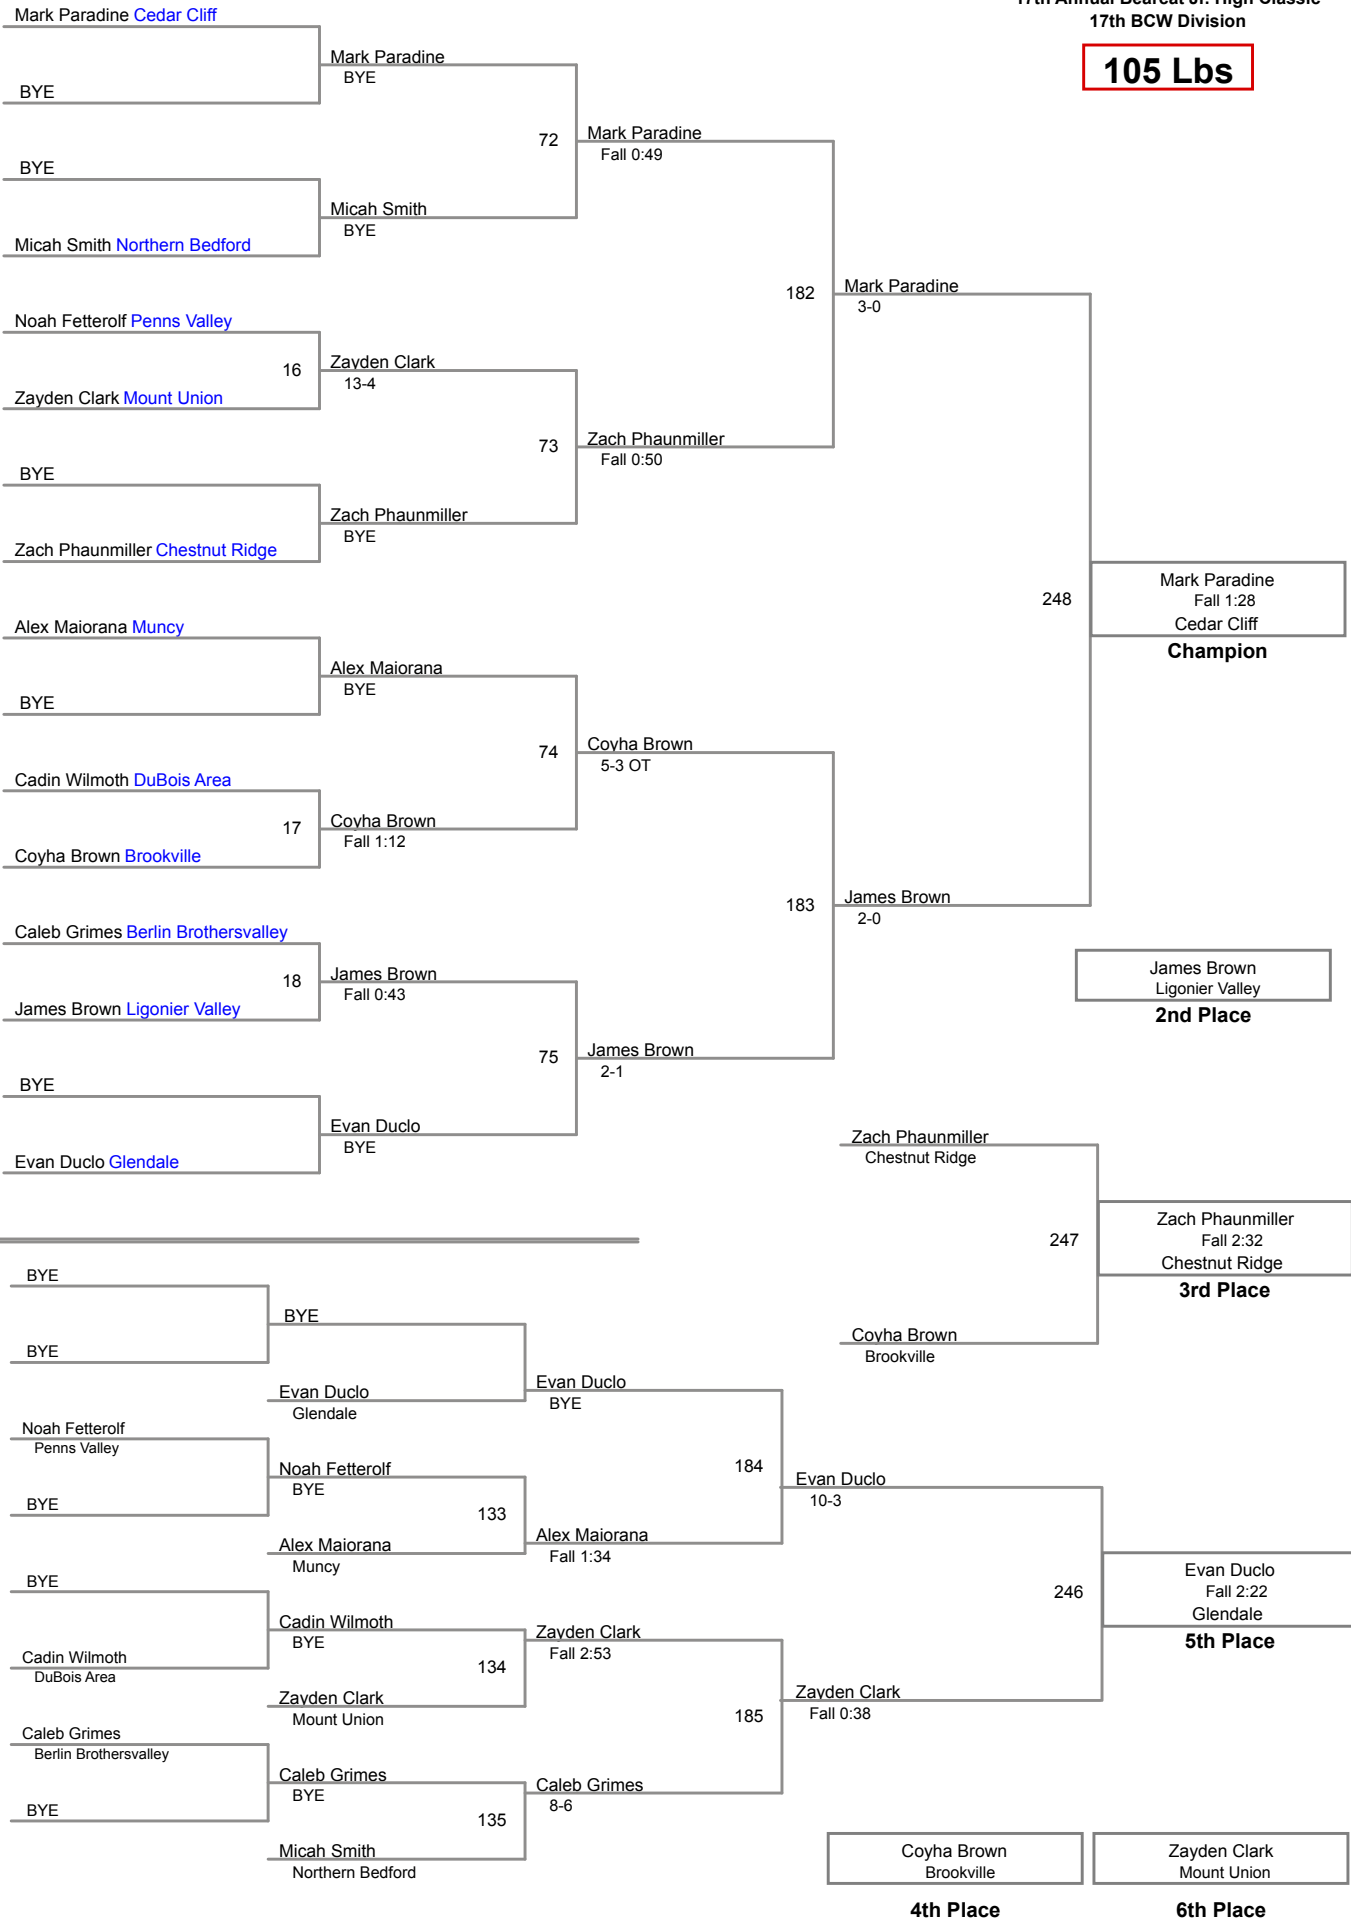 17th Annual Bearcat Jr. High Classic
17th BCW Division
105 Lbs
Mark Paradine Cedar Cliff
BYE
BYE
Micah Smith Northern Bedford
Noah Fetterolf Penns Valley
16
Zayden Clark Mount Union
BYE
Zach Phaunmiller Chestnut Ridge
Alex Maiorana Muncy
BYE
Cadin Wilmoth DuBois Area
17
Coyha Brown Brookville
Caleb Grimes Berlin Brothersvalley
18
James Brown Ligonier Valley
BYE
Evan Duclo Glendale
Mark Paradine
BYE
72
Micah Smith
BYE
Zayden Clark
13-4
73
Zach Phaunmiller
BYE
Alex Maiorana
BYE
74
Coyha Brown
Fall 1:12
James Brown
Fall 0:43
75
Evan Duclo
BYE
Mark Paradine
Fall 0:49
182
Zach Phaunmiller
Fall 0:50
Coyha Brown
5-3 OT
183
James Brown
2-1
Mark Paradine
3-0
248
James Brown
2-0
Mark Paradine
Fall 1:28
Cedar Cliff
Champion
James Brown
Ligonier Valley
2nd Place
Zach Phaunmiller
Chestnut Ridge
247
Coyha Brown
Brookville
Zach Phaunmiller
Fall 2:32
Chestnut Ridge
3rd Place
BYE
BYE
Noah Fetterolf
Penns Valley
BYE
BYE
Cadin Wilmoth
DuBois Area
Caleb Grimes
Berlin Brothersvalley
BYE
BYE
Evan Duclo
Glendale
Noah Fetterolf
BYE
133
Alex Maiorana
Muncy
Cadin Wilmoth
BYE
134
Zayden Clark
Mount Union
Caleb Grimes
BYE
135
Micah Smith
Northern Bedford
Evan Duclo
BYE
184
Alex Maiorana
Fall 1:34
Zayden Clark
Fall 2:53
185
Caleb Grimes
8-6
Evan Duclo
10-3
246
Zayden Clark
Fall 0:38
Evan Duclo
Fall 2:22
Glendale
5th Place
Coyha Brown
Brookville
4th Place
Zayden Clark
Mount Union
6th Place